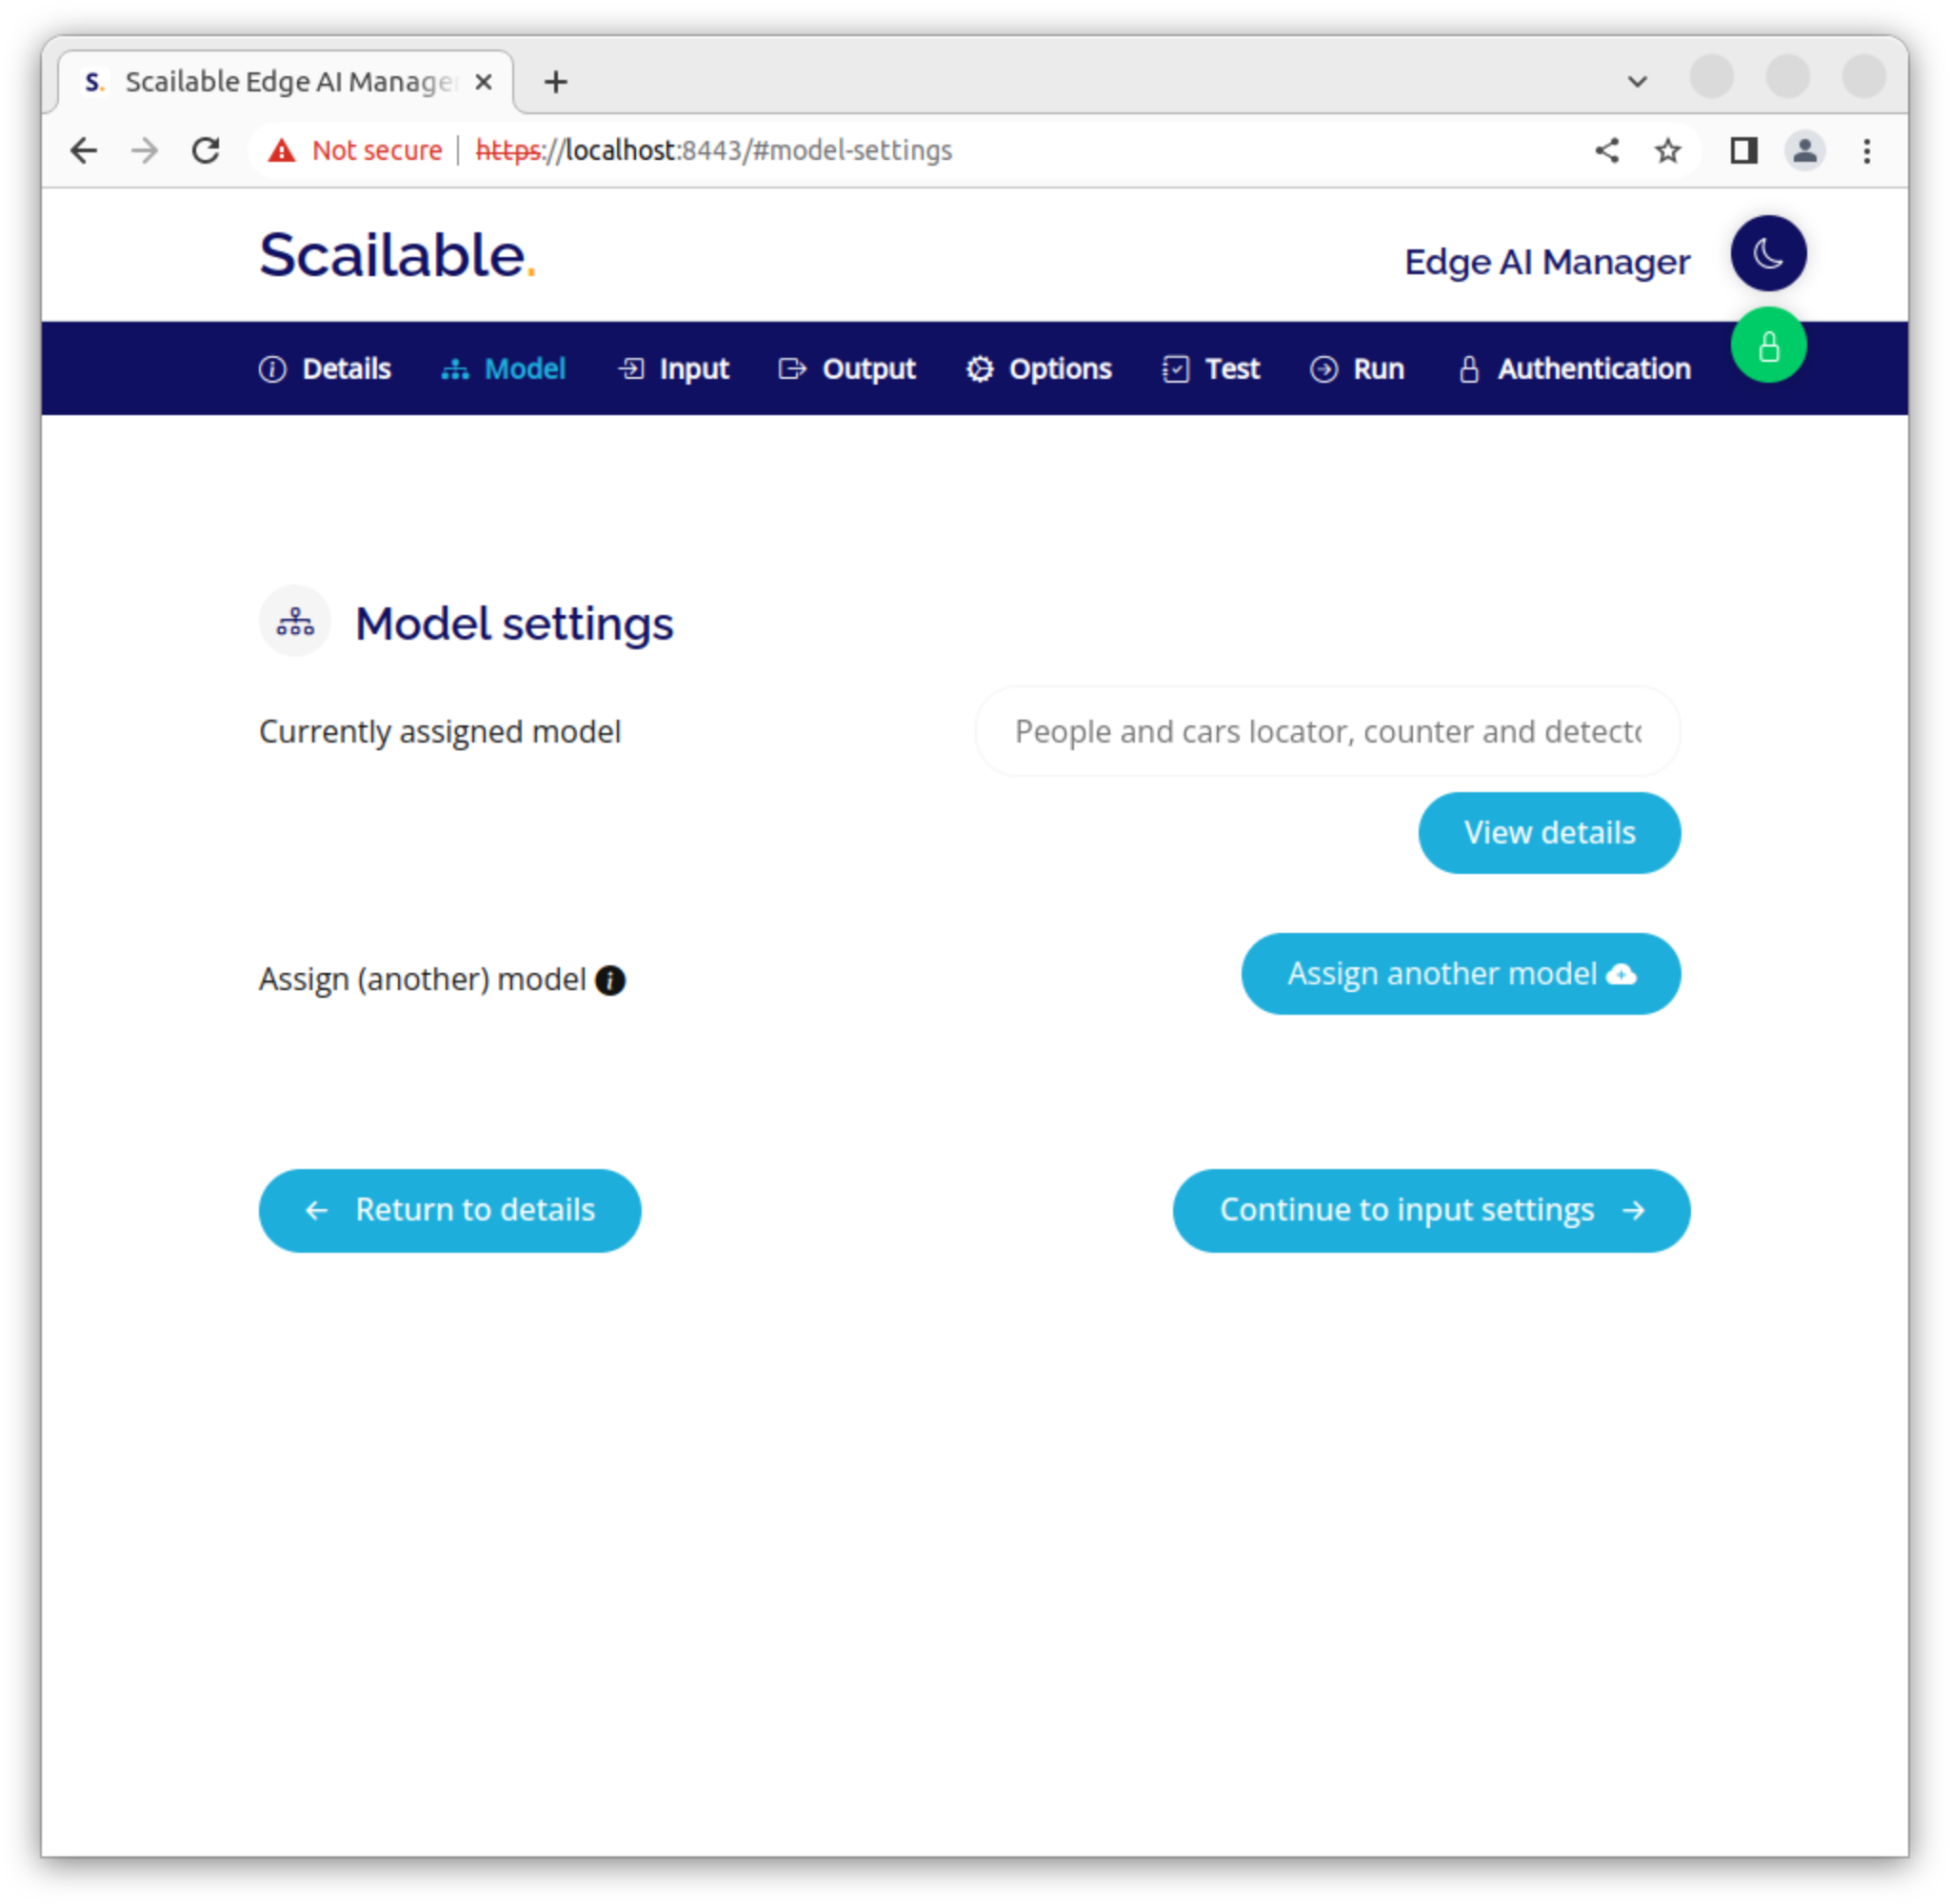 S. Scailable Edge AI Manage
Not secure https://localhost:8443/#model-settings
Scailable.
Edge AI Manager
Details Model Input Output Options Test Run Authentication
Model settings
Currently assigned model
People and cars locator, counter and detecto
View details
Assign (another) model
Assign another model
Return to details
Continue to input settings